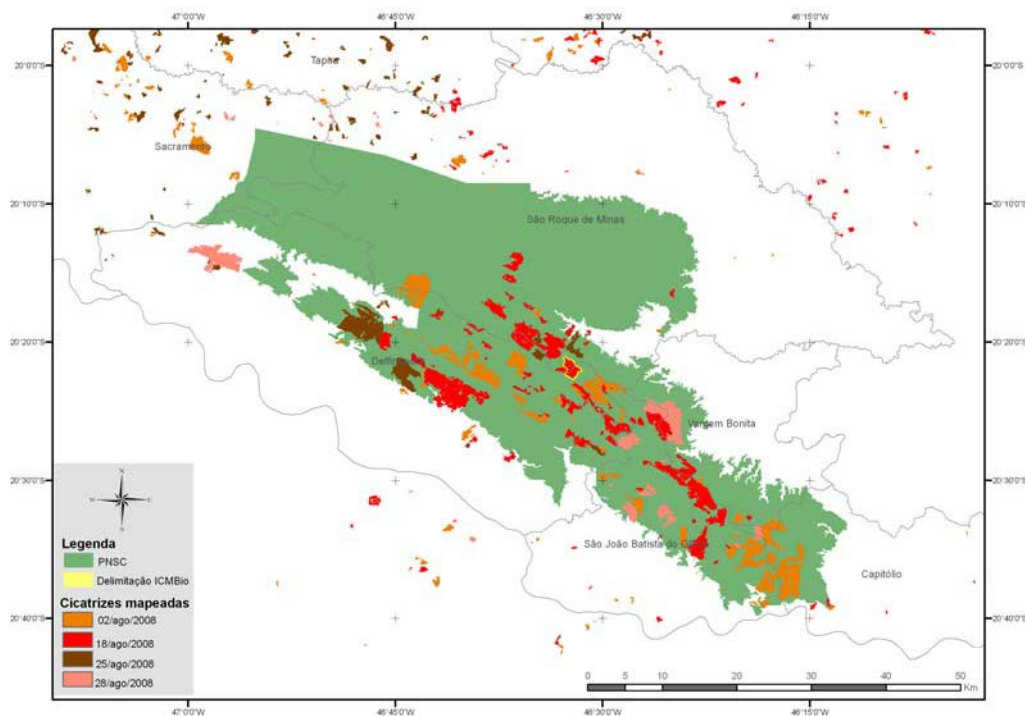 47°0'0"W 46°45'0"W 46°30'0"W 46°15'0"W
20°0'0"S 20°0'0"S
Tapira
Sacramento
20°10'0"S 20°10'0"S
São Roque de Minas
20°20'0"S 20°20'0"S
Delfinópolis
Vargem Bonita
20°30'0"S 20°30'0"S
São João Batista do Glória
Capitólio
20°40'0"S 20°40'0"S
N
W E
S
Legenda
PNSC
Delimitação ICMBio
Cicatrizes mapeadas
02/ago/2008
18/ago/2008
25/ago/2008
28/ago/2008
0 5 10 20 30 40 50
Km
47°0'0"W 46°45'0"W 46°30'0"W 46°15'0"W